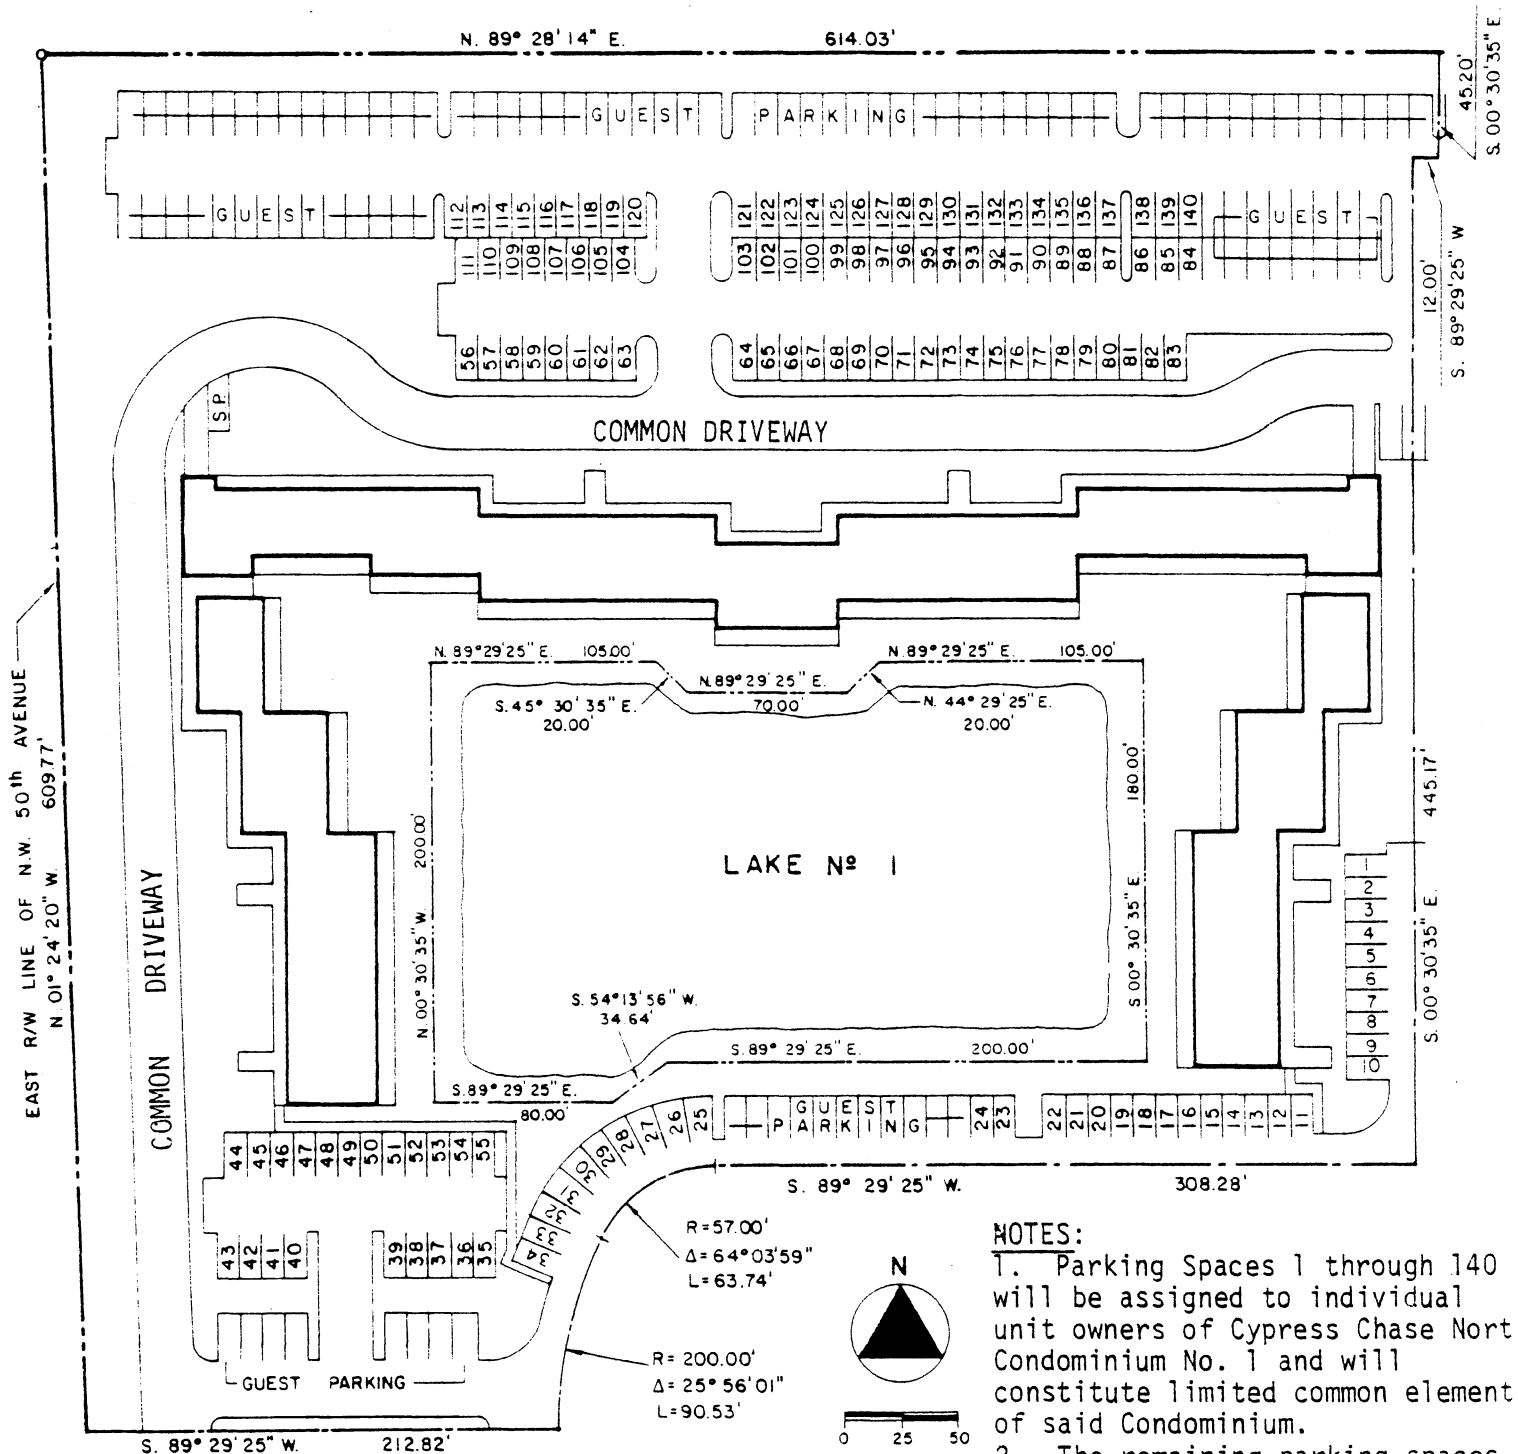 N. 89° 28' 14" E. 614.03'
45.20'
S. 00° 30' 35" E.
GUEST PARKING
GUEST
112 113 114 115 116 117 118 119 120
121 122 123 124 125 126 127 128 129 130 131 132 133 134 135 136 137 138 139 140
GUEST
111 110 109 108 107 106 105 104
103 102 101 100 99 98 97 96 95 94 93 92 91 90 89 88 87 86 85 84
12.00'
S. 89° 29' 25" W
56 57 58 59 60 61 62 63
64 65 66 67 68 69 70 71 72 73 74 75 76 77 78 79 80 81 82 83
SP
COMMON DRIVEWAY
EAST R/W LINE OF N.W. 50th AVENUE
N. 01° 24' 20" W. 609.77'
COMMON DRIVEWAY
N. 89° 29' 25" E. 105.00'
N. 89° 29' 25" E. 105.00'
N. 89° 29' 25" E.
70.00'
S. 45° 30' 35" E.
20.00'
N. 44° 29' 25" E.
20.00'
N. 00° 30' 35" W. 200.00'
LAKE Nº 1
S 00° 30' 35" E 180.00'
S. 00° 30' 35" E. 445.17'
1
2
3
4
5
6
7
8
9
10
S. 54° 13' 56" W.
34.64'
S. 89° 29' 25" E. 200.00'
S. 89° 29' 25" E.
80.00'
34 33 32 31 30 29 28 27 26 25
GUEST
PARKING
24 23
22 21 20 19 18 17 16 15 14 13 12 11
44 45 46 47 48 49 50 51 52 53 54 55
S. 89° 29' 25" W. 308.28'
43 42 41 40
39 38 37 36 35
R = 57.00'
Δ = 64° 03' 59"
L = 63.74'
R = 200.00'
Δ = 25° 56' 01"
L = 90.53'
GUEST PARKING
S. 89° 29' 25" W. 212.82'
N
0 25 50
NOTES:
1. Parking Spaces 1 through 140
will be assigned to individual
unit owners of Cypress Chase Nort
Condominium No. 1 and will
constitute limited common element
of said Condominium.
2. The remaining parking spaces